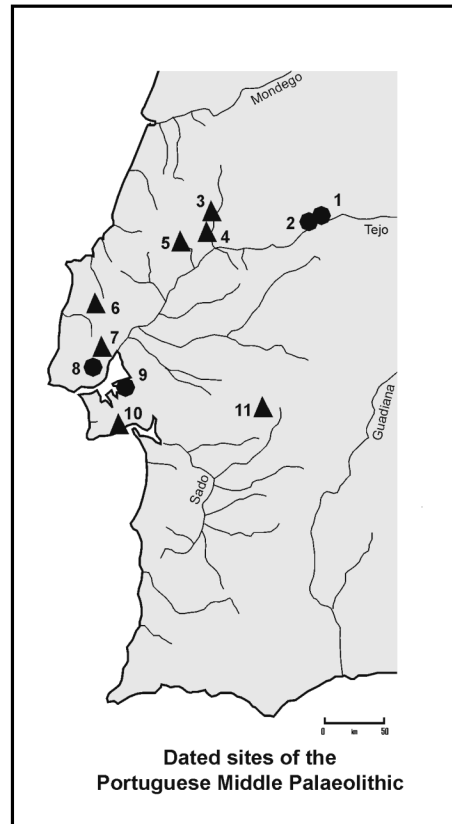 Mondego
1
2
Tejo
3
4
5
6
7
8
9
10
11
Guadiana
Sado
0 km 50
Dated sites of the
Portuguese Middle Palaeolithic